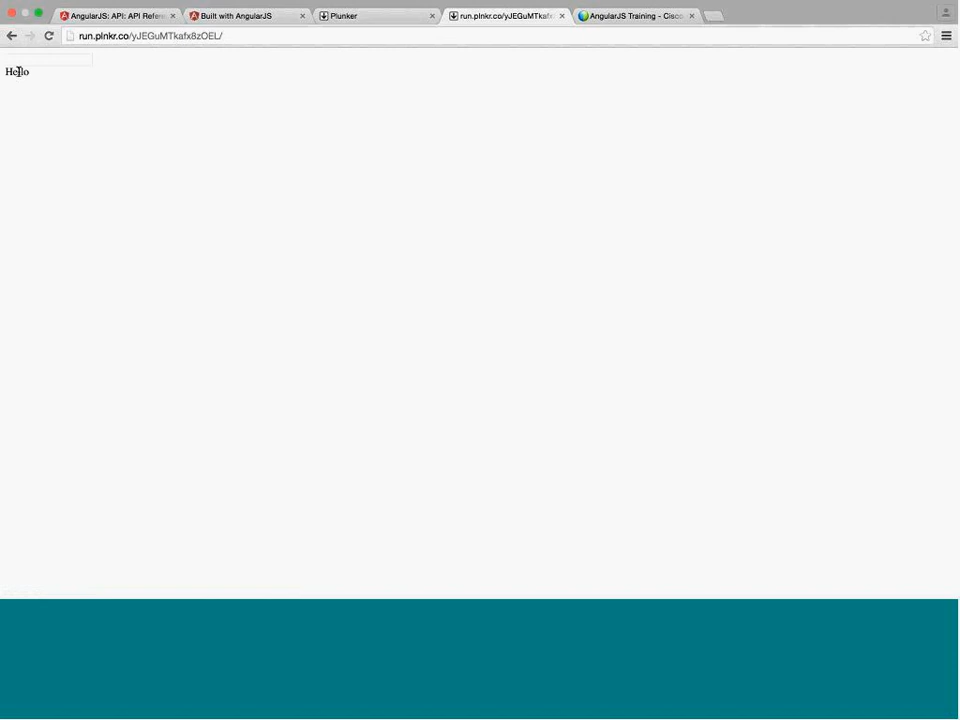 AngularJS: API: API Refere
Built with AngularJS
Plunker
run.plnkr.co/yJEGuMTkafx
AngularJS Training - Cisco
run.plnkr.co/yJEGuMTkafx8zOEL/
Hello